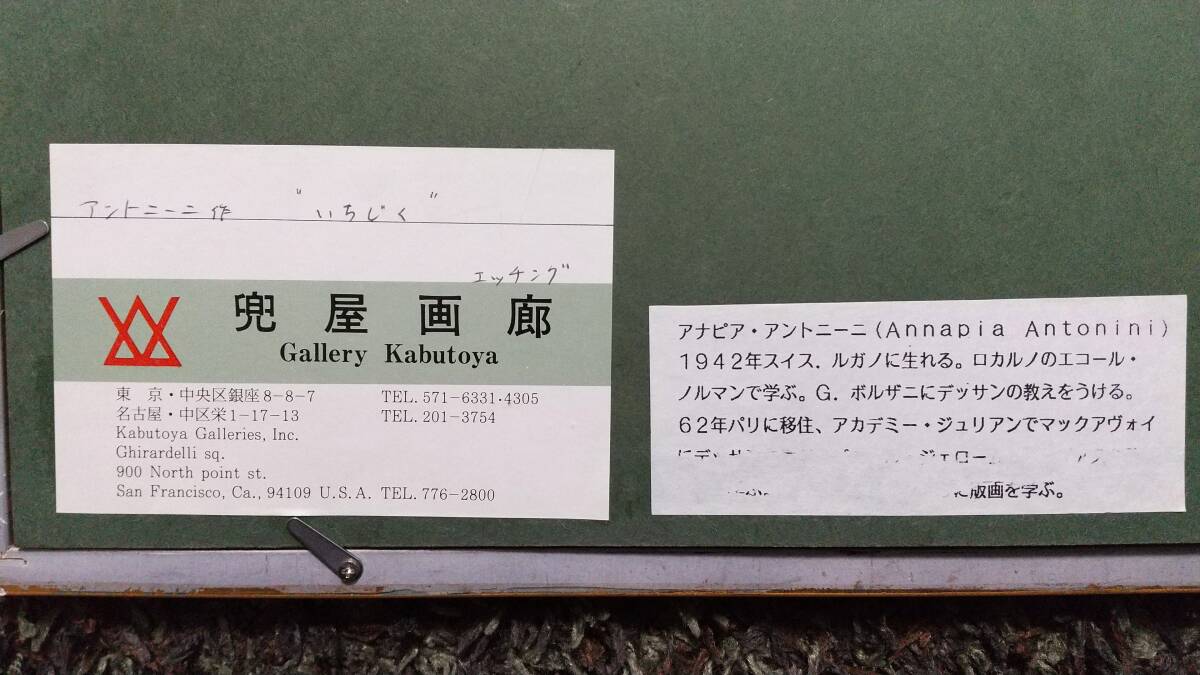 アントニーニ作 "いちじく"
エッチング
兜屋画廊
Gallery Kabutoya
東 京・中央区銀座8-8-7 TEL.571-6331・4305
名古屋・中区栄1-17-13 TEL.201-3754
Kabutoya Galleries, Inc.
Ghirardelli sq.
900 North point st.
San Francisco, Ca., 94109 U.S.A. TEL.776-2800
アナピア・アントニーニ(Annapia Antonini)
1942年スイス.ルガノに生れる。ロカルノのエコール・
ノルマンで学ぶ。G.ボルザニにデッサンの教えをうける。
62年パリに移住、アカデミー・ジュリアンでマックアヴォイ
ジェロー
に版画を学ぶ。